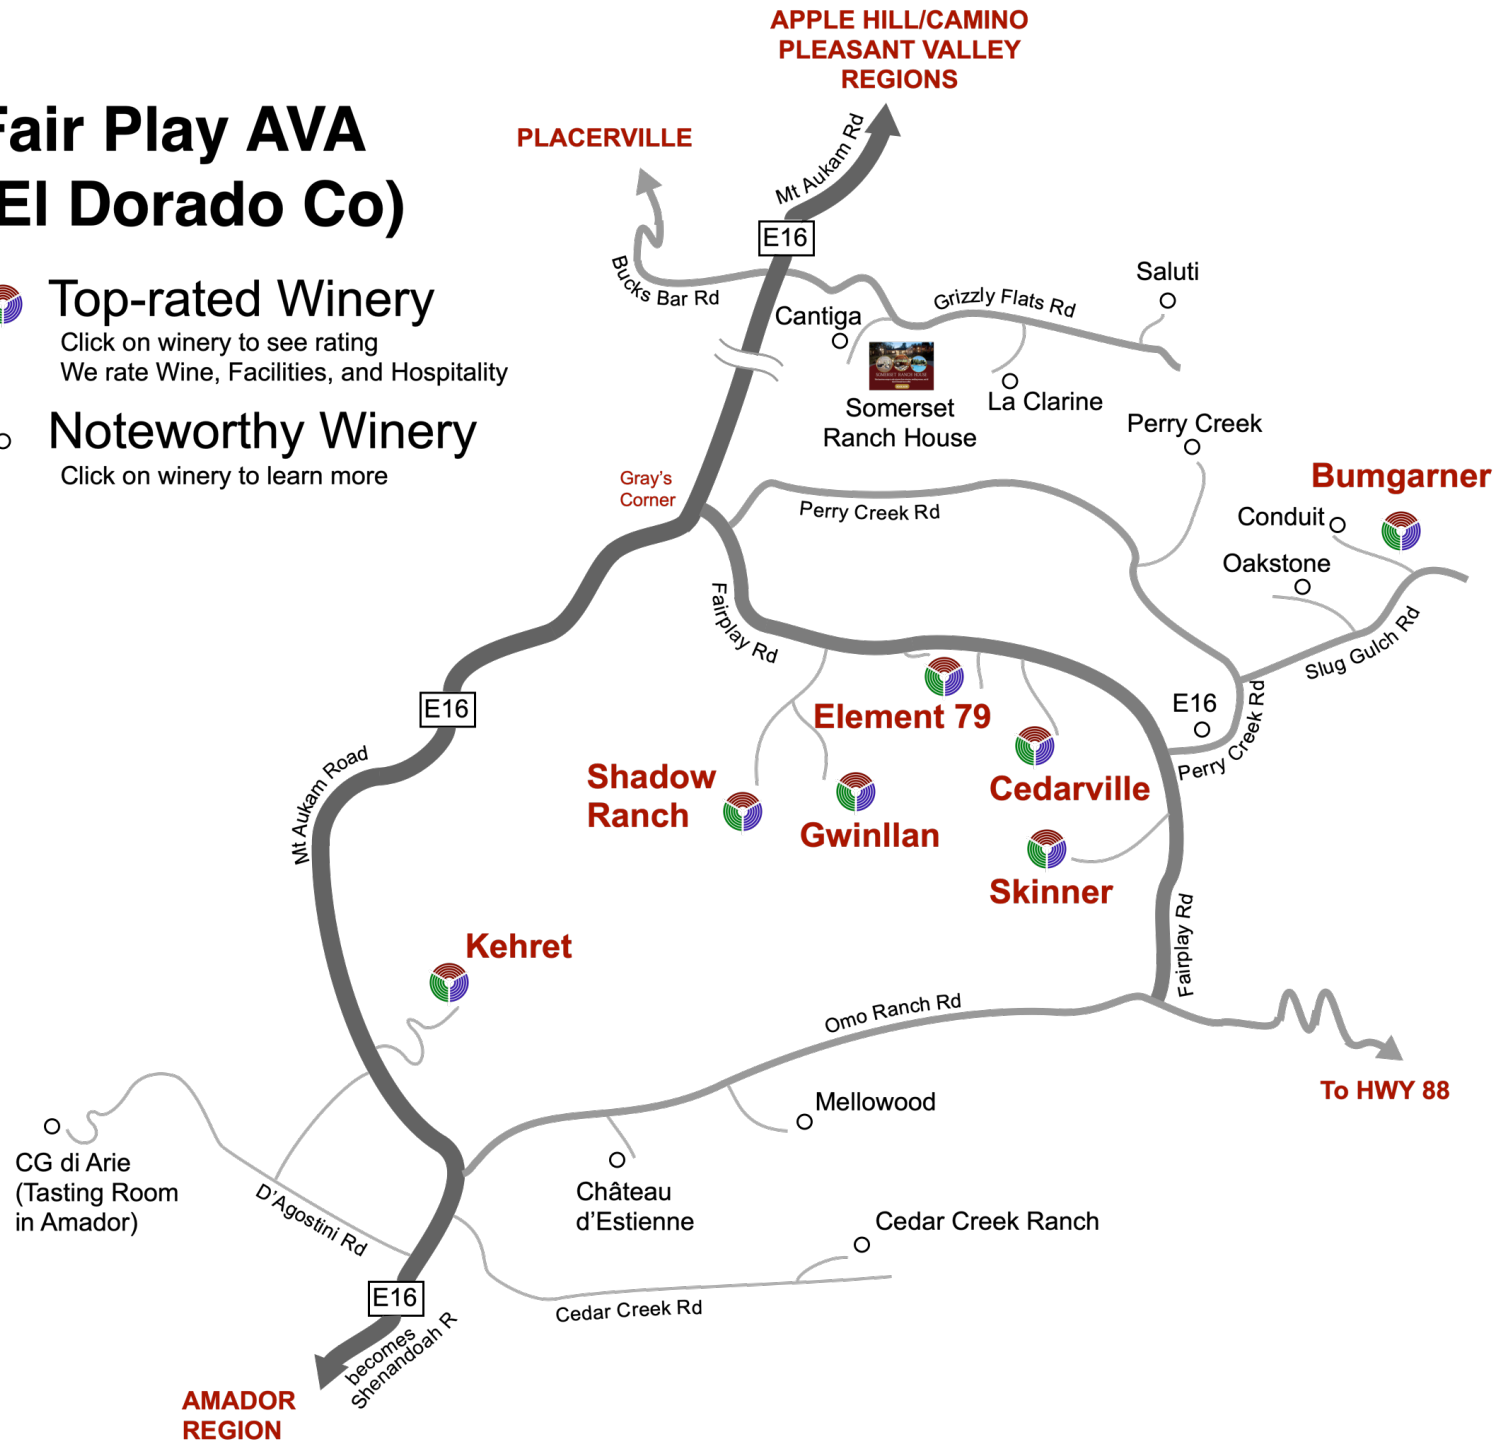 APPLE HILL/CAMINO
PLEASANT VALLEY
REGIONS
Fair Play AVA
El Dorado Co)
PLACERVILLE
Mt Aukam Rd
E16
Bucks Bar Rd
Top-rated Winery
Click on winery to see rating
We rate Wine, Facilities, and Hospitality
Noteworthy Winery
Click on winery to learn more
Saluti
Grizzly Flats Rd
Cantiga
SOMERSET RANCH HOUSE
Somerset
Ranch House
La Clarine
Perry Creek
Bumgarner
Gray's
Corner
Perry Creek Rd
Conduit
Oakstone
Fairplay Rd
Slug Gulch Rd
E16
Element 79
E16
Perry Creek Rd
Mt Aukam Road
Shadow
Ranch
Gwinllan
Cedarville
Skinner
Kehret
Fairplay Rd
Omo Ranch Rd
To HWY 88
Mellowood
CG di Arie
(Tasting Room
in Amador)
D'Agostini Rd
Château
d'Estienne
Cedar Creek Ranch
E16
Cedar Creek Rd
becomes
Shenandoah R
AMADOR
REGION